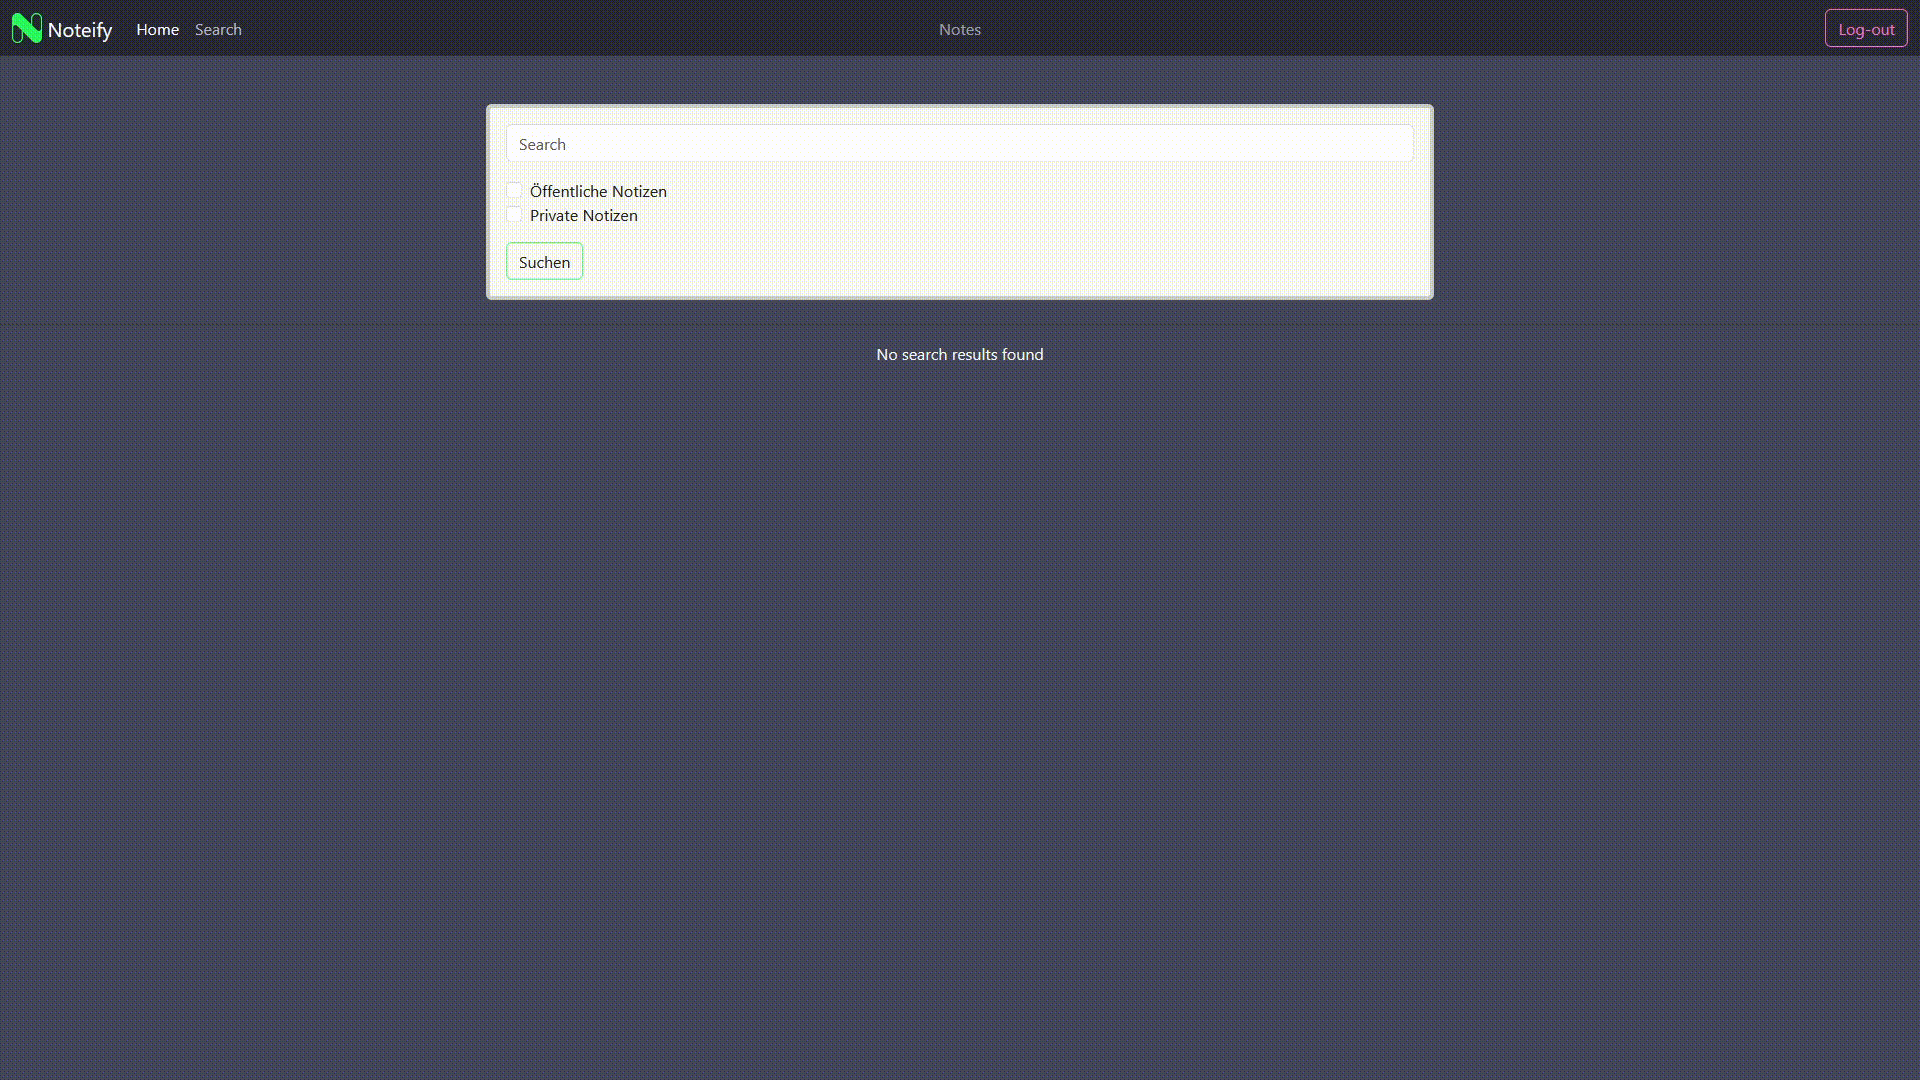 Noteify Home Search Notes Log-out
Search
Öffentliche Notizen
Private Notizen
Suchen
No search results found